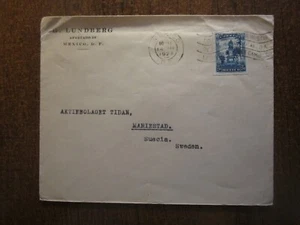 G. LUNDBERG
MEXICO, D. F.
AKTIEBOLAGET TIDAN,
MARIESTAD.
Suecia.
Sweden.